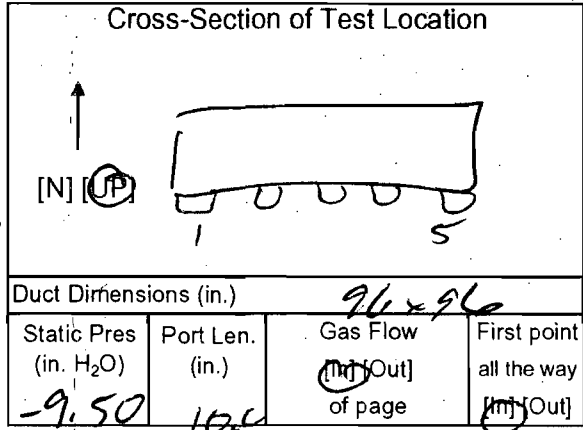 Cross-Section of Test Location
[N] [UP]
1 5
Duct Dimensions (in.) 96 x 96
Static Pres (in. H₂O) -9.50
Port Len. (in.)
Gas Flow [In] [Out] of page
First point all the way [In] [Out]